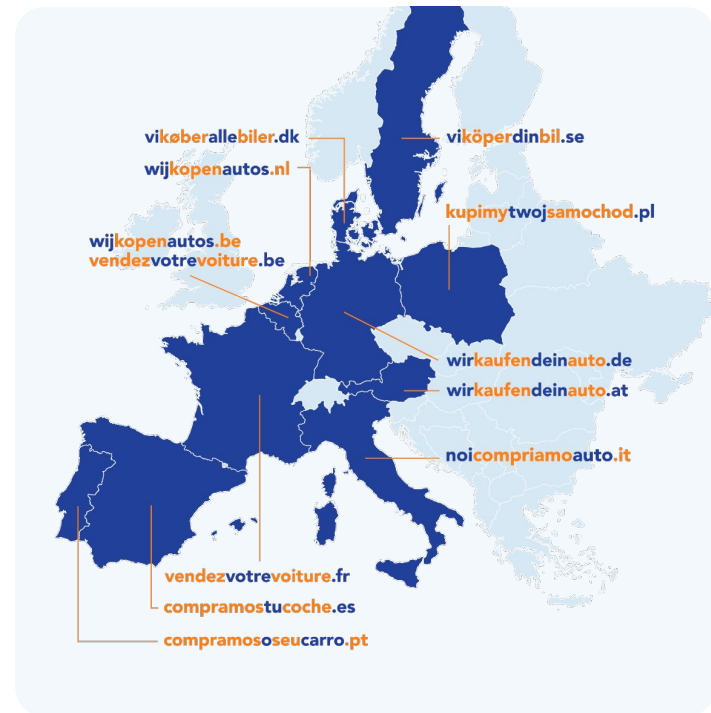 vikøberallebiler.dk
viköperdinbil.se
wijkopenautos.nl
kupimytwojsamochod.pl
wijkopenautos.be
vendezvotrevoiture.be
wirkaufendeinauto.de
wirkaufendeinauto.at
noicompriamoauto.it
vendezvotrevoiture.fr
compramostucoche.es
compramososeucarro.pt